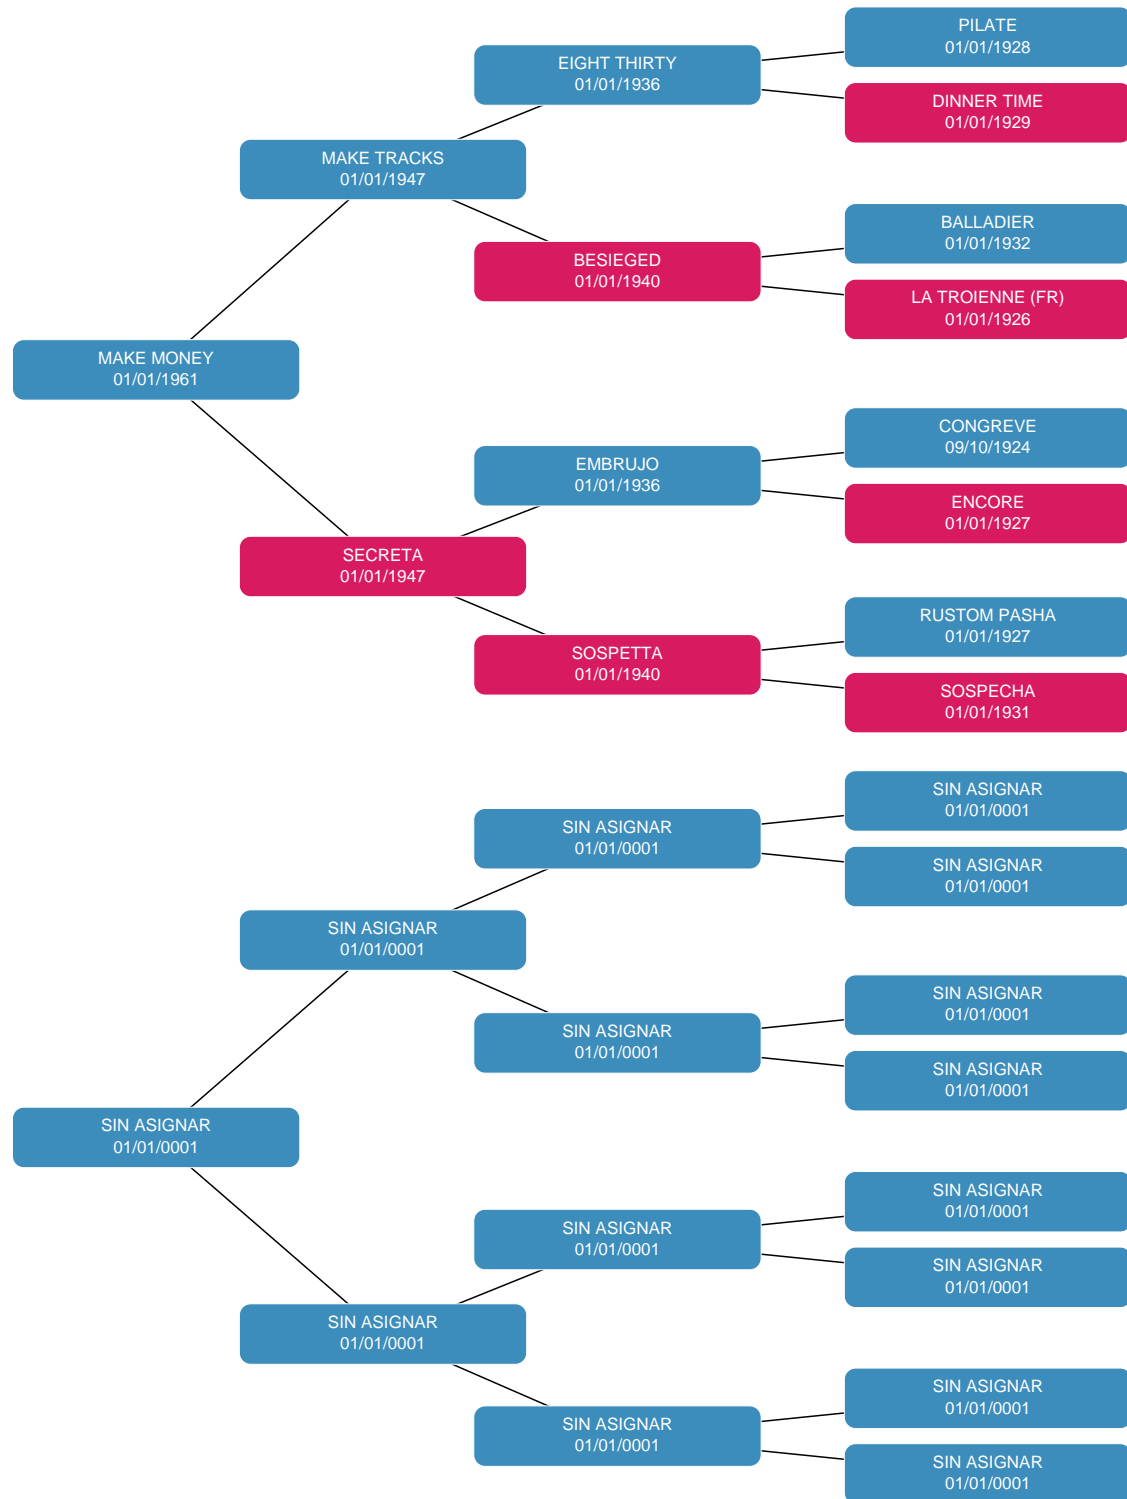 PILATE
01/01/1928
EIGHT THIRTY
01/01/1936
DINNER TIME
01/01/1929
MAKE TRACKS
01/01/1947
BALLADIER
01/01/1932
BESIEGED
01/01/1940
LA TROIENNE (FR)
01/01/1926
MAKE MONEY
01/01/1961
CONGREVE
09/10/1924
EMBRUJO
01/01/1936
ENCORE
01/01/1927
SECRETA
01/01/1947
RUSTOM PASHA
01/01/1927
SOSPETTA
01/01/1940
SOSPECHA
01/01/1931
SIN ASIGNAR
01/01/0001
SIN ASIGNAR
01/01/0001
SIN ASIGNAR
01/01/0001
SIN ASIGNAR
01/01/0001
SIN ASIGNAR
01/01/0001
SIN ASIGNAR
01/01/0001
SIN ASIGNAR
01/01/0001
SIN ASIGNAR
01/01/0001
SIN ASIGNAR
01/01/0001
SIN ASIGNAR
01/01/0001
SIN ASIGNAR
01/01/0001
SIN ASIGNAR
01/01/0001
SIN ASIGNAR
01/01/0001
SIN ASIGNAR
01/01/0001
SIN ASIGNAR
01/01/0001